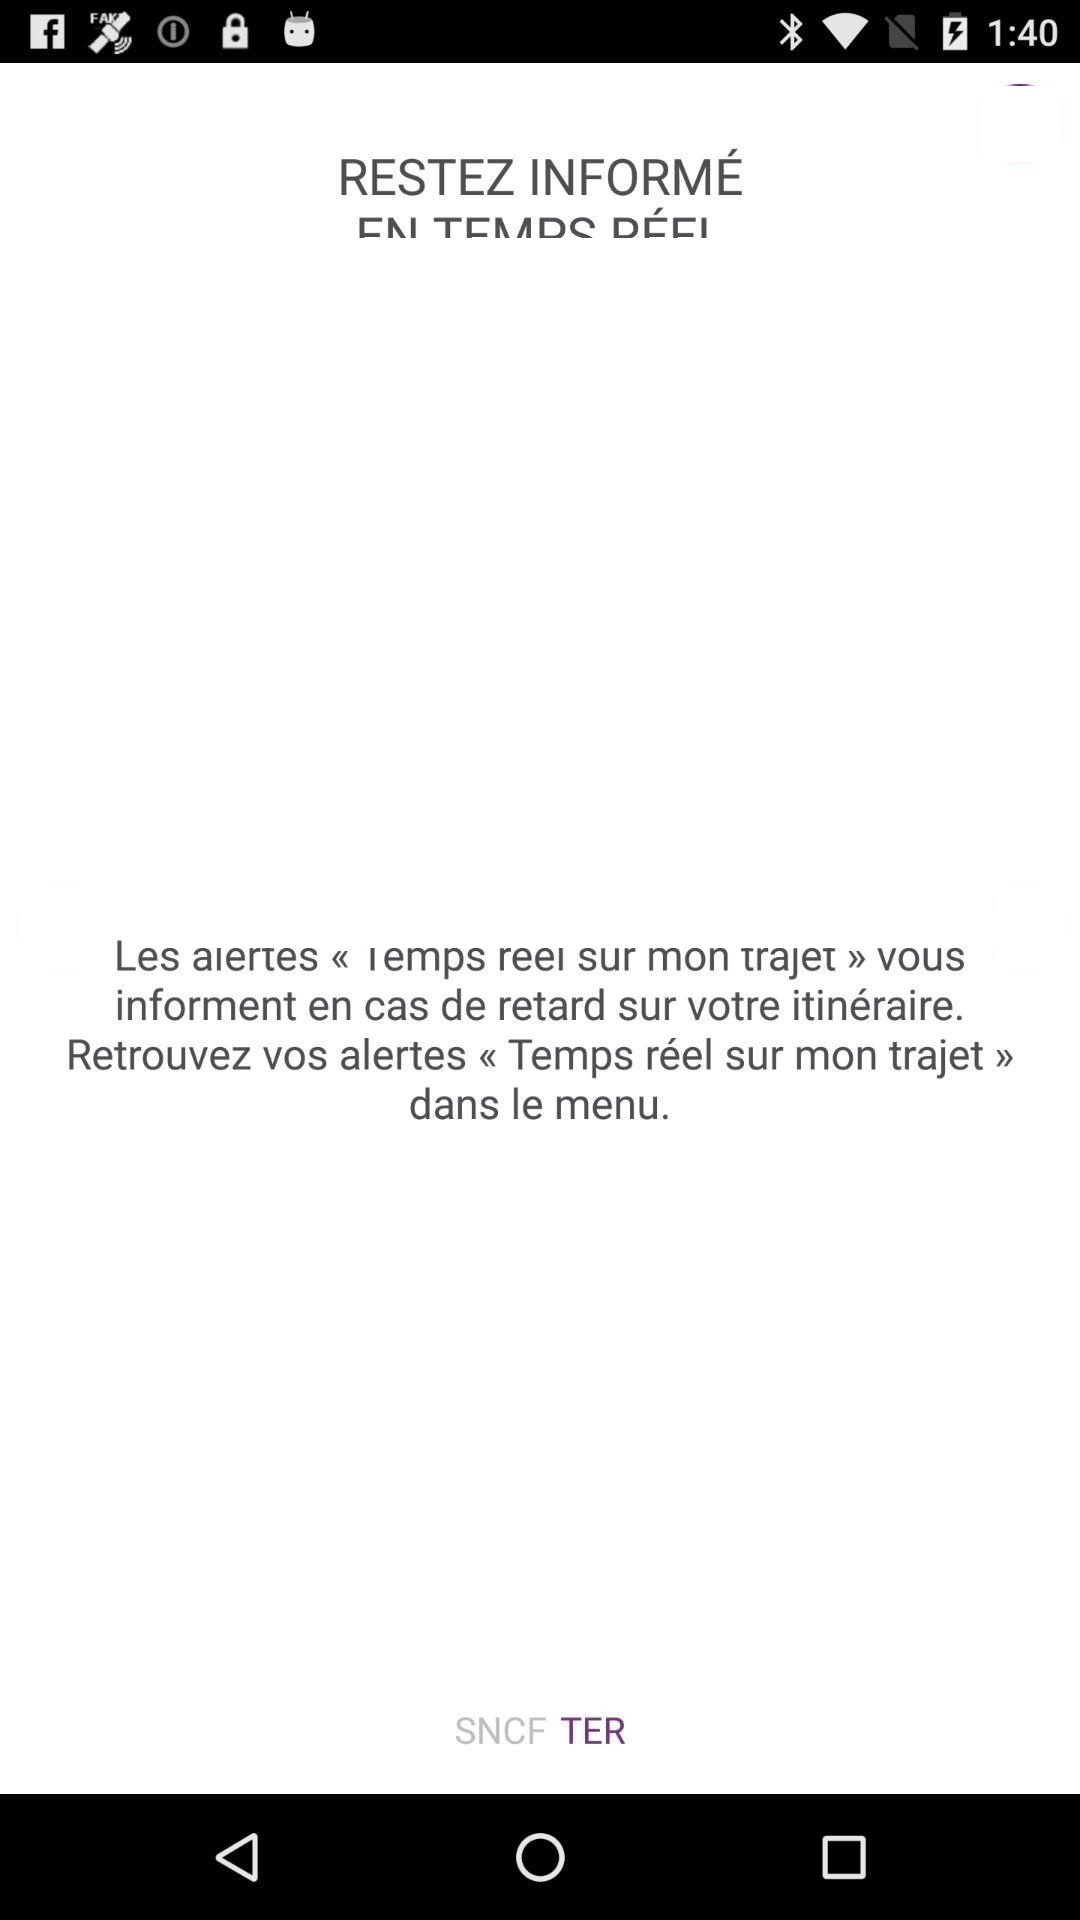 FAK
1:40
RESTEZ INFORMÉ
EN TEMPS RÉEL
Les alertes « Temps réel sur mon trajet » vous
informent en cas de retard sur votre itinéraire.
Retrouvez vos alertes « Temps réel sur mon trajet »
dans le menu.
SNCF TER